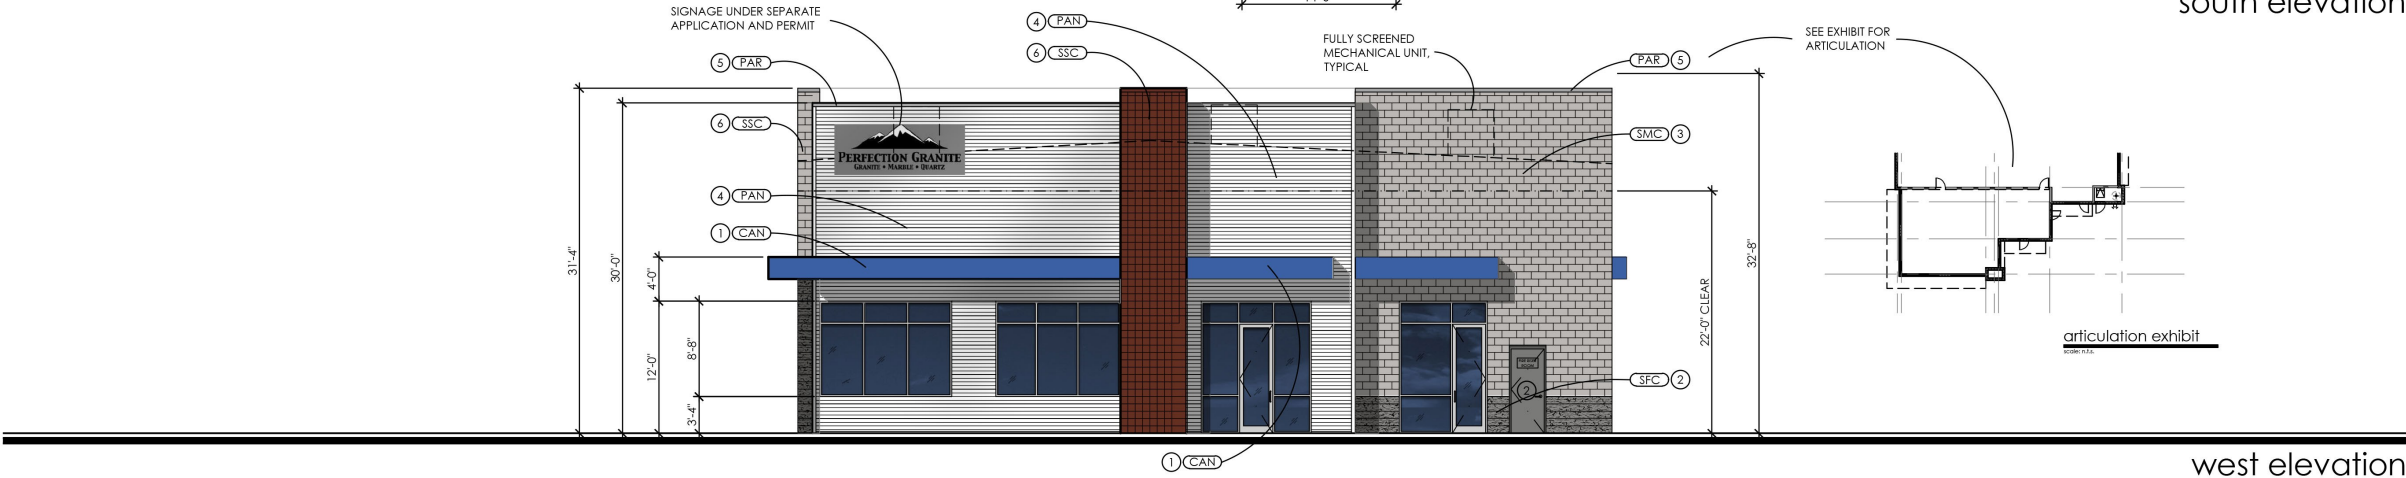 south elevation
SIGNAGE UNDER SEPARATE
APPLICATION AND PERMIT
4 PAN
6 SSC
5 PAR
6 SSC
4 PAN
1 CAN
FULLY SCREENED
MECHANICAL UNIT,
TYPICAL
PAR 5
SEE EXHIBIT FOR
ARTICULATION
SMC 3
SFC 2
2
PERFECTION GRANITE
GRANITE • MARBLE • QUARTZ
31'-4"
30'-0"
4'-0"
12'-0"
8'-8"
3'-4"
22'-0" CLEAR
32'-8"
1 CAN
articulation exhibit
scale: n.t.s.
west elevation